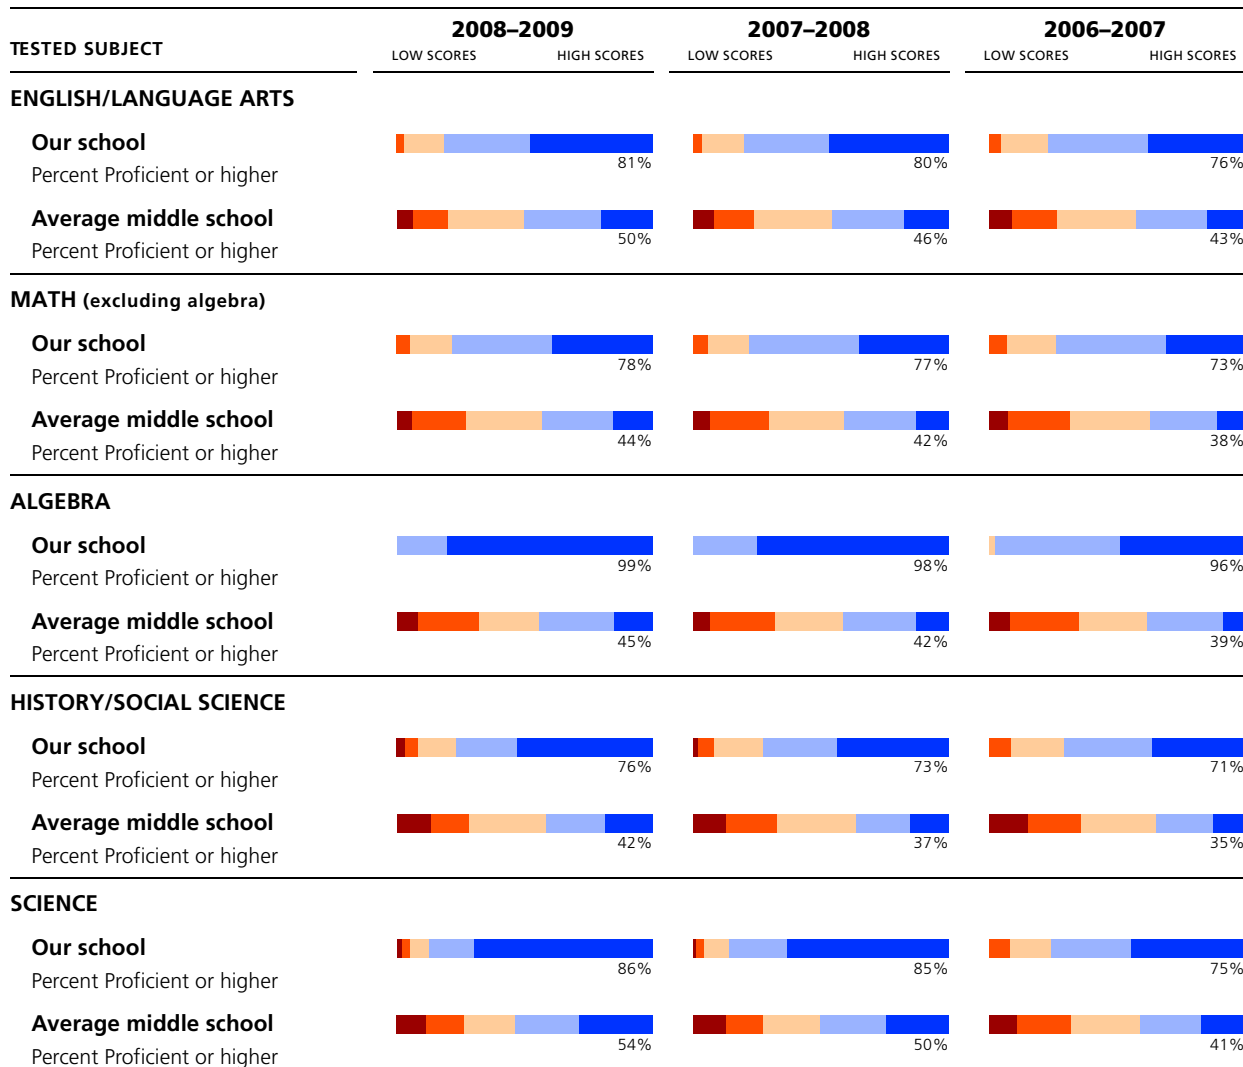 2008–2009 2007–2008 2006–2007
TESTED SUBJECT LOW SCORES HIGH SCORES LOW SCORES HIGH SCORES LOW SCORES HIGH SCORES
ENGLISH/LANGUAGE ARTS
Our school
Percent Proficient or higher 81% 80% 76%
Average middle school
Percent Proficient or higher 50% 46% 43%
MATH (excluding algebra)
Our school
Percent Proficient or higher 78% 77% 73%
Average middle school
Percent Proficient or higher 44% 42% 38%
ALGEBRA
Our school
Percent Proficient or higher 99% 98% 96%
Average middle school
Percent Proficient or higher 45% 42% 39%
HISTORY/SOCIAL SCIENCE
Our school
Percent Proficient or higher 76% 73% 71%
Average middle school
Percent Proficient or higher 42% 37% 35%
SCIENCE
Our school
Percent Proficient or higher 86% 85% 75%
Average middle school
Percent Proficient or higher 54% 50% 41%